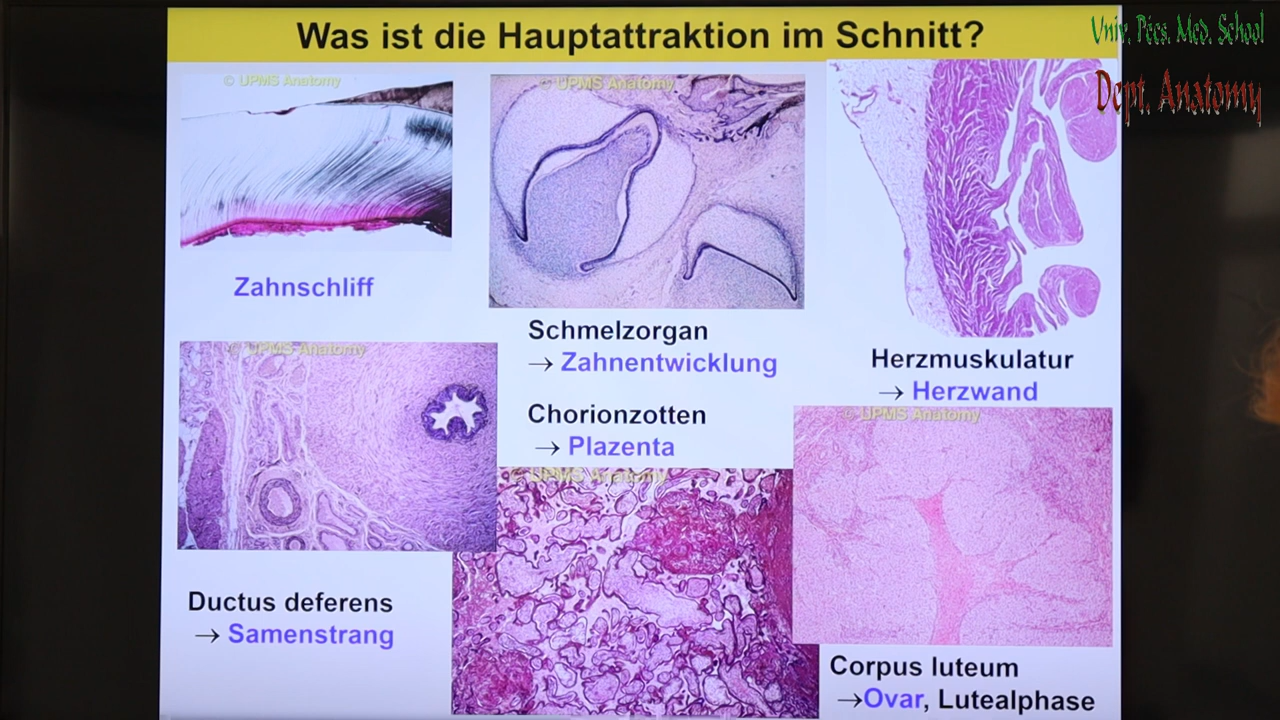 Was ist die Hauptattraktion im Schnitt?
Univ. Pécs. Med. School
Dept. Anatomy
© UPMS Anatomy
Zahnschliff
© UPMS Anatomy
Schmelzorgan
→ Zahnentwicklung
Herzmuskulatur
→ Herzwand
© UPMS Anatomy
Ductus deferens
→ Samenstrang
Chorionzotten
→ Plazenta
© UPMS Anatomy
© UPMS Anatomy
Corpus luteum
→Ovar, Lutealphase